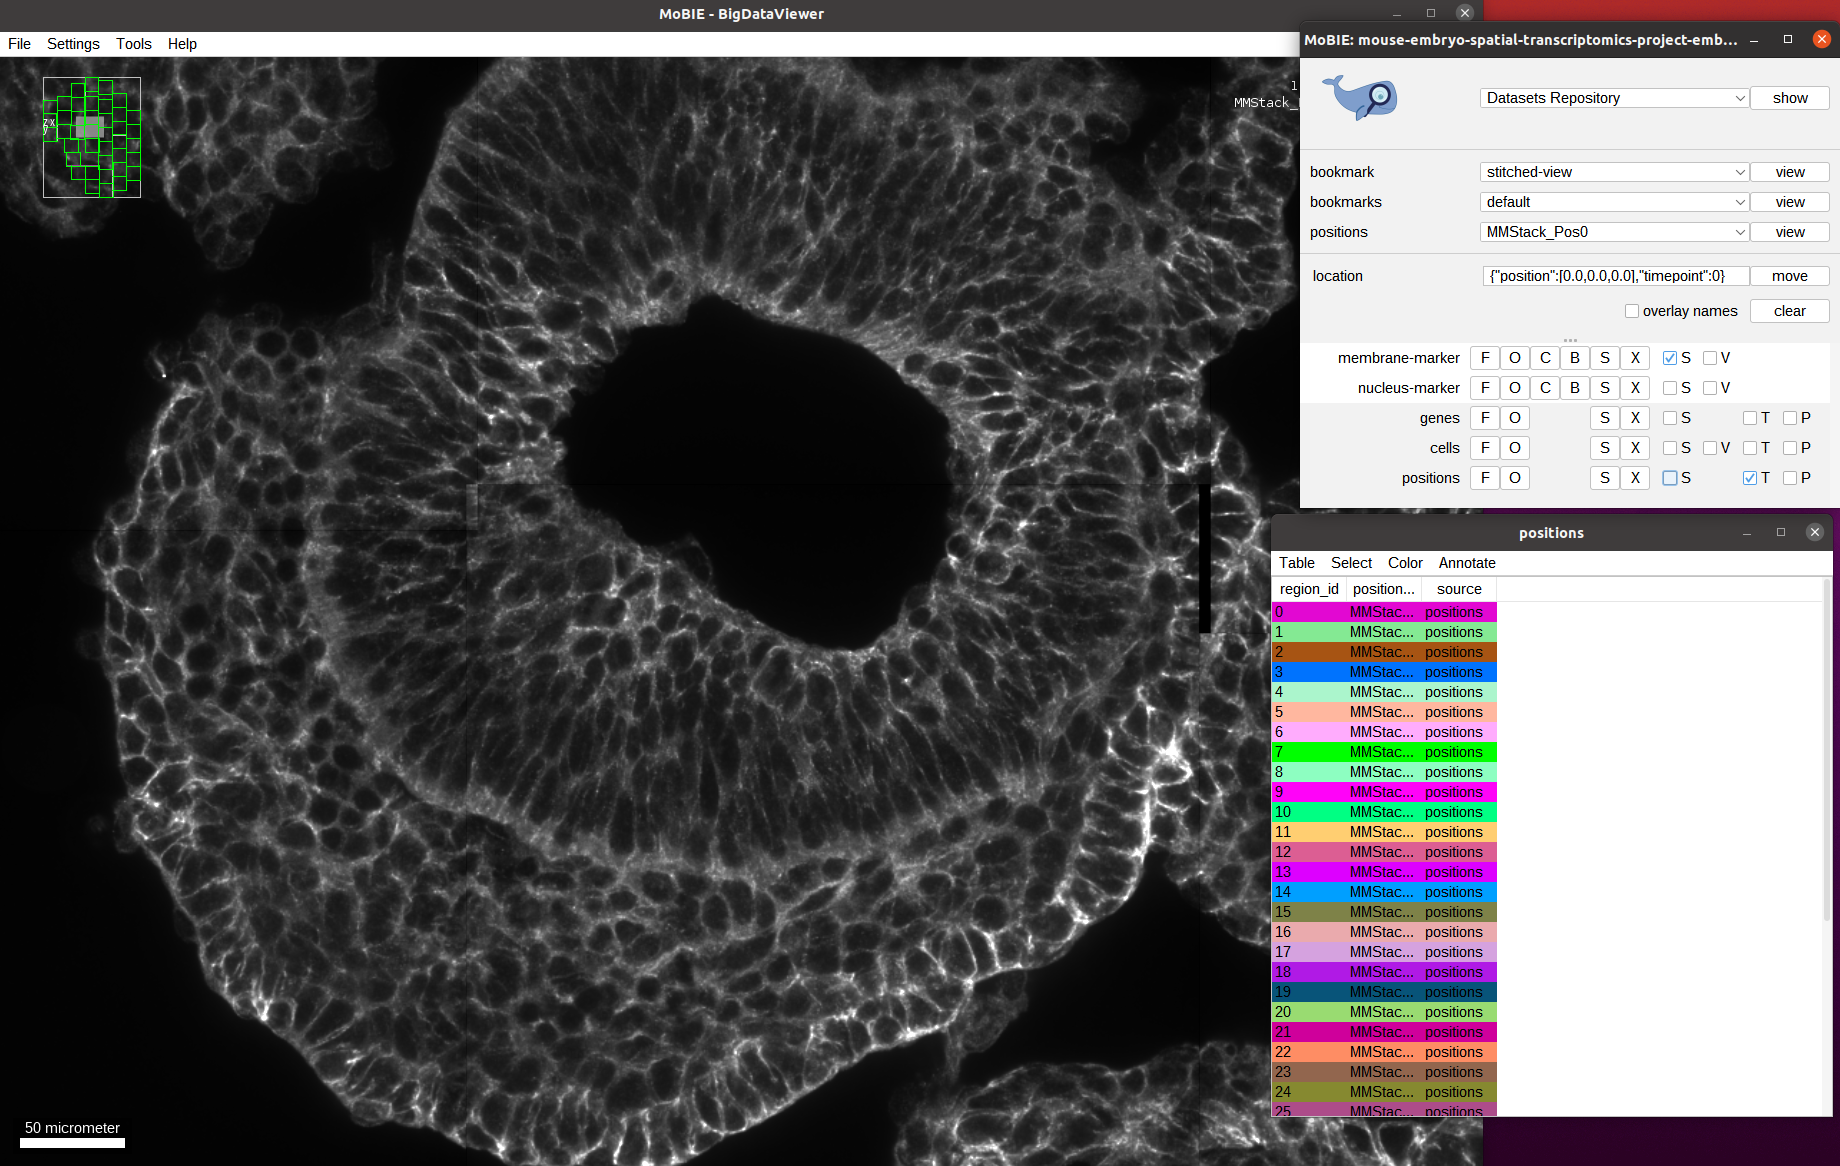 MoBIE - BigDataViewer
File Settings Tools Help
1
MMStack_
50 micrometer
MoBIE: mouse-embryo-spatial-transcriptomics-project-emb...
Datasets Repository show
bookmark stitched-view view
bookmarks default view
positions MMStack_Pos0 view
location {"position":[0.0,0.0,0.0],"timepoint":0} move
overlay names clear
membrane-marker F O C B S X S V
nucleus-marker F O C B S X S V
genes F O S X S T P
cells F O S X S V T P
positions F O S X S T P
positions
Table Select Color Annotate
region_id position... source
0 MMStac... positions
1 MMStac... positions
2 MMStac... positions
3 MMStac... positions
4 MMStac... positions
5 MMStac... positions
6 MMStac... positions
7 MMStac... positions
8 MMStac... positions
9 MMStac... positions
10 MMStac... positions
11 MMStac... positions
12 MMStac... positions
13 MMStac... positions
14 MMStac... positions
15 MMStac... positions
16 MMStac... positions
17 MMStac... positions
18 MMStac... positions
19 MMStac... positions
20 MMStac... positions
21 MMStac... positions
22 MMStac... positions
23 MMStac... positions
24 MMStac... positions
25 MMStac... positions